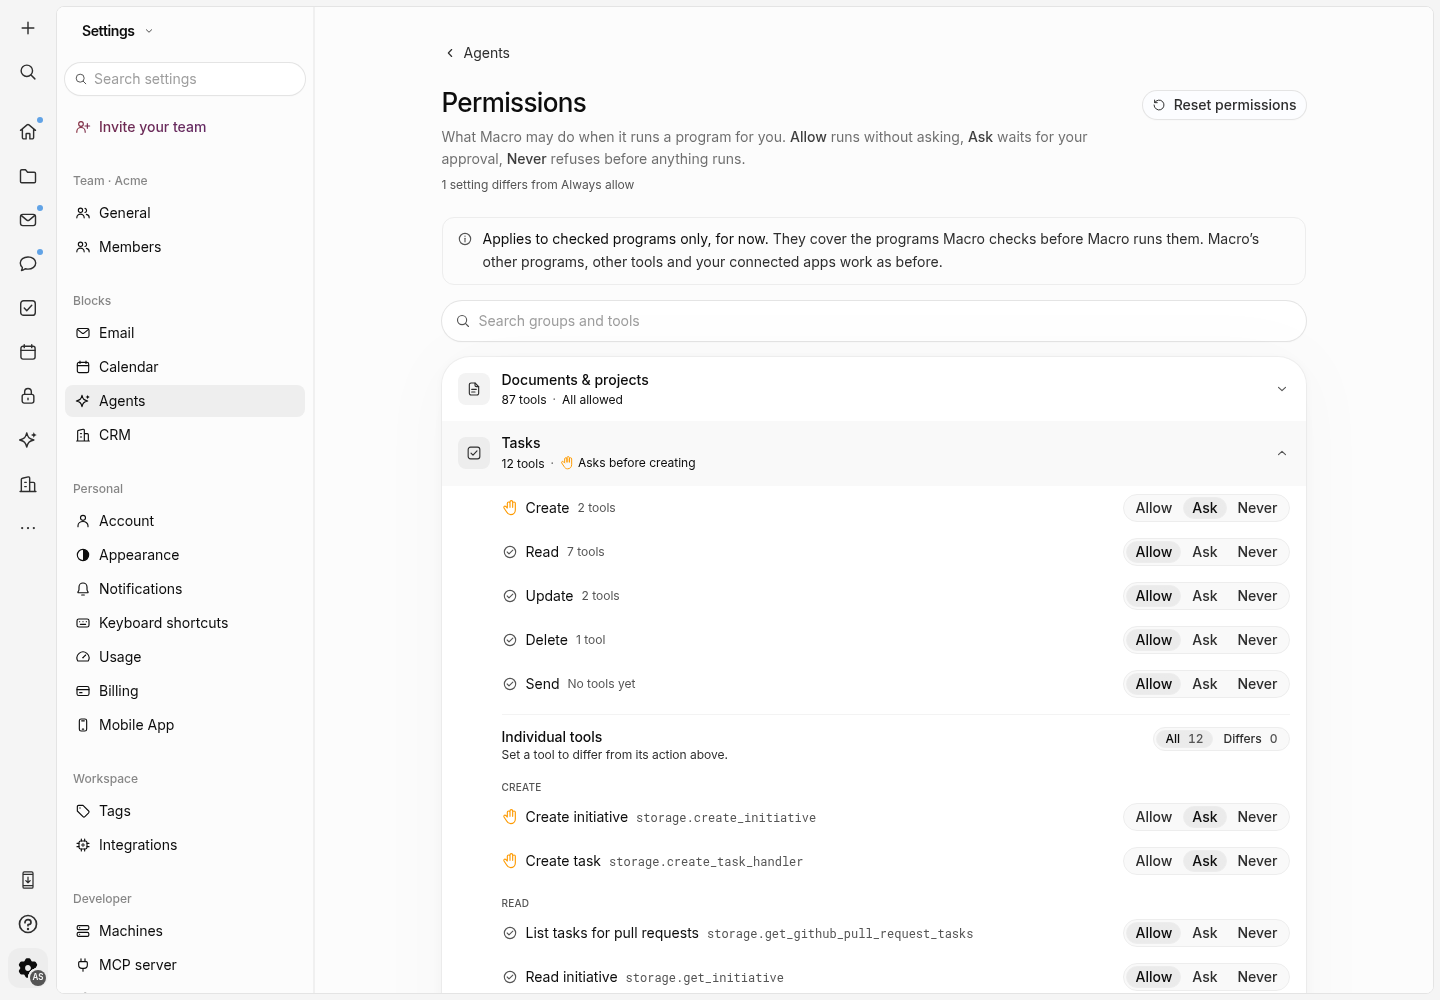 Settings
Search settings
Invite your team
Team · Acme
General
Members
Blocks
Email
Calendar
Agents
CRM
Personal
Account
Appearance
Notifications
Keyboard shortcuts
Usage
Billing
Mobile App
Workspace
Tags
Integrations
Developer
Machines
MCP server
AS
Agents
Permissions
Reset permissions
What Macro may do when it runs a program for you. Allow runs without asking, Ask waits for your
approval, Never refuses before anything runs.
1 setting differs from Always allow
Applies to checked programs only, for now. They cover the programs Macro checks before Macro runs them. Macro’s
other programs, other tools and your connected apps work as before.
Search groups and tools
Documents & projects
87 tools · All allowed
Tasks
12 tools · Asks before creating
Create 2 tools Allow Ask Never
Read 7 tools Allow Ask Never
Update 2 tools Allow Ask Never
Delete 1 tool Allow Ask Never
Send No tools yet Allow Ask Never
Individual tools All 12 Differs 0
Set a tool to differ from its action above.
CREATE
Create initiative storage.create_initiative Allow Ask Never
Create task storage.create_task_handler Allow Ask Never
READ
List tasks for pull requests storage.get_github_pull_request_tasks Allow Ask Never
Read initiative storage.get_initiative Allow Ask Never